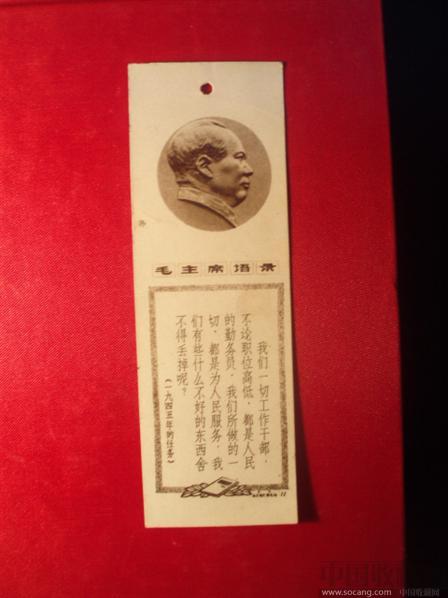 毛主席语录
我们一切工作干部，
不论职位高低，都是人民
的勤务员，我们所做的一
切，都是为人民服务，我
们有些什么不好的东西舍
不得丢掉呢？
《一九四五年的任务》
11
www.socang.com 中国收藏网